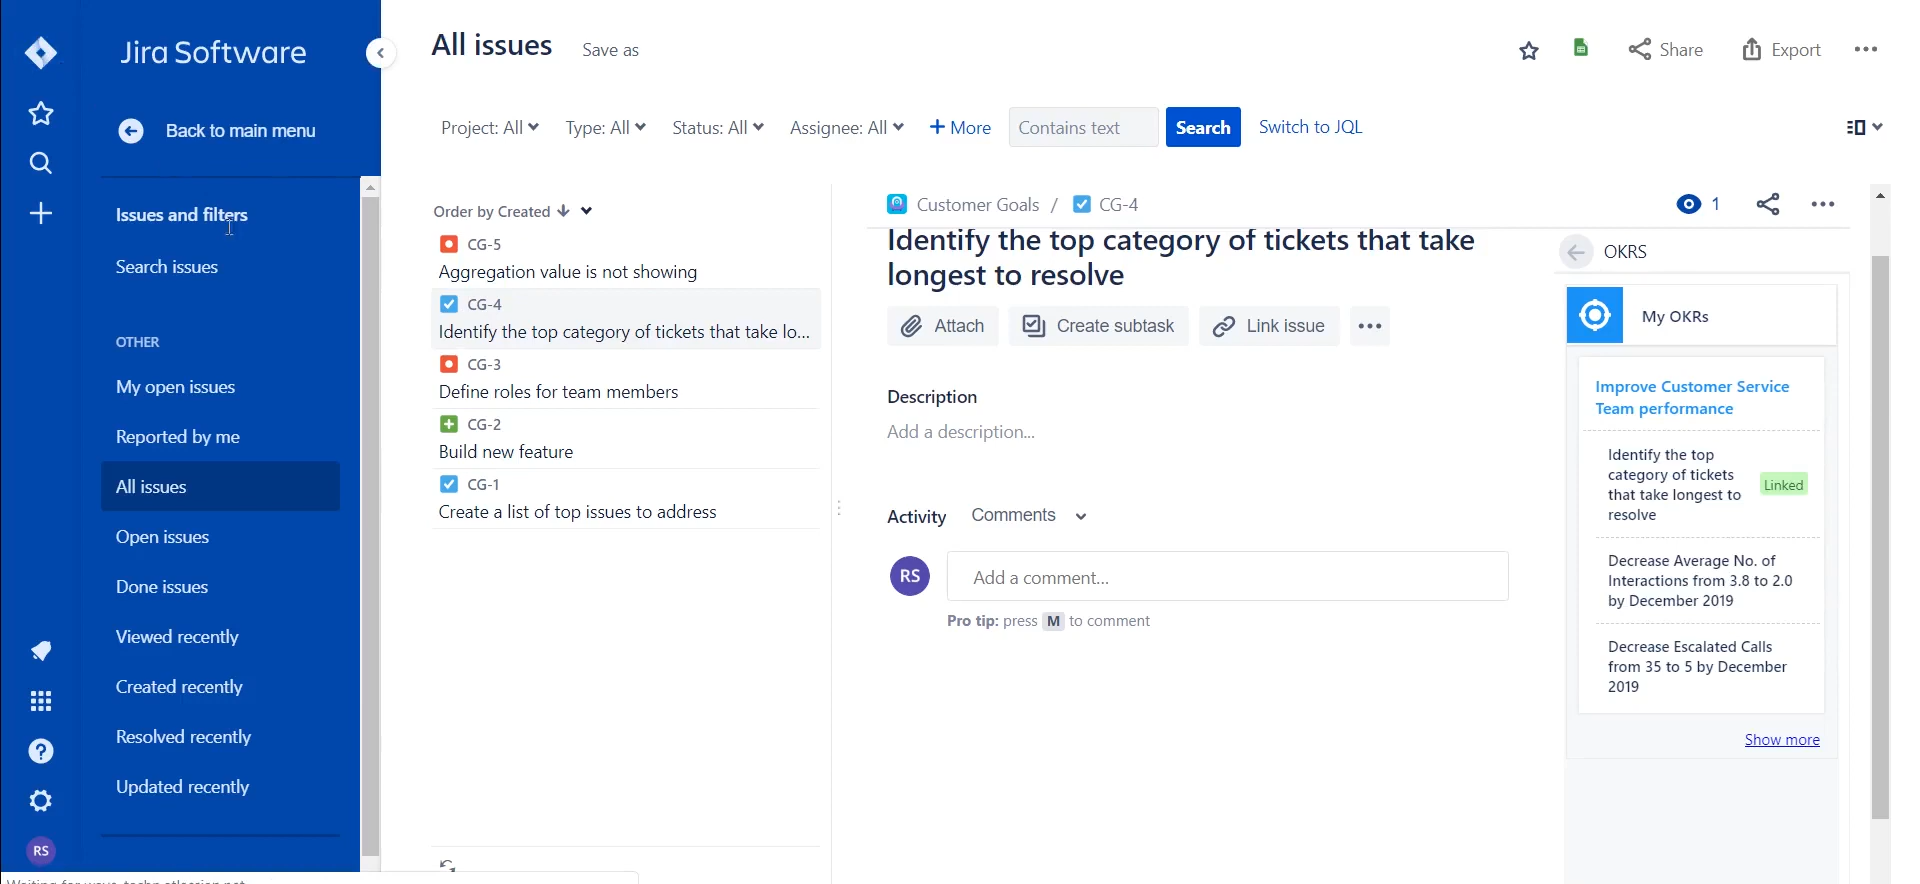 Jira Software
Back to main menu
Issues and filters
Search issues
OTHER
My open issues
Reported by me
All issues
Open issues
Done issues
Viewed recently
Created recently
Resolved recently
Updated recently
RS
All issues
Save as
Share
Export
Project: All
Type: All
Status: All
Assignee: All
+ More
Contains text
Search
Switch to JQL
Order by Created
CG-5
Aggregation value is not showing
CG-4
Identify the top category of tickets that take lo...
CG-3
Define roles for team members
CG-2
Build new feature
CG-1
Create a list of top issues to address
Customer Goals / CG-4
1
Identify the top category of tickets that take
longest to resolve
Attach
Create subtask
Link issue
Description
Add a description...
Activity
Comments
RS
Add a comment...
Pro tip: press M to comment
OKRS
My OKRs
Improve Customer Service
Team performance
Identify the top
category of tickets
that take longest to
resolve
Linked
Decrease Average No. of
Interactions from 3.8 to 2.0
by December 2019
Decrease Escalated Calls
from 35 to 5 by December
2019
Show more